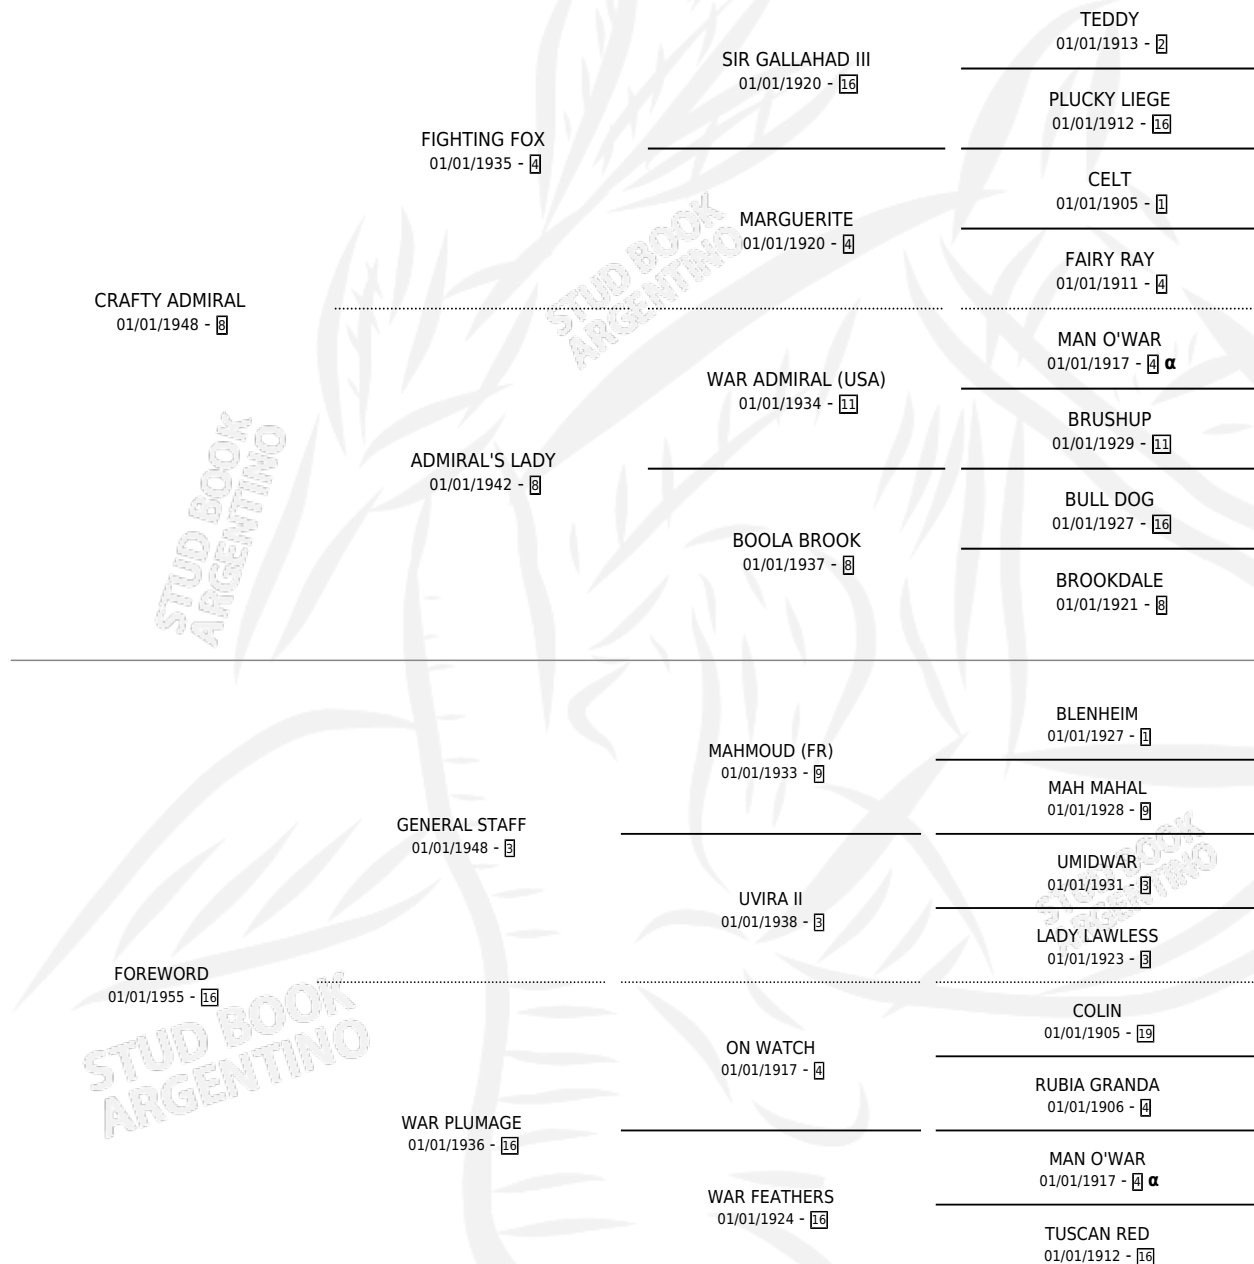 TEDDY
01/01/1913 - 2
SIR GALLAHAD III
01/01/1920 - 16
PLUCKY LIEGE
01/01/1912 - 16
FIGHTING FOX
01/01/1935 - 4
CELT
01/01/1905 - 1
MARGUERITE
01/01/1920 - 4
FAIRY RAY
01/01/1911 - 4
CRAFTY ADMIRAL
01/01/1948 - 8
STUD BOOK
ARGENTINO
MAN O'WAR
01/01/1917 - 4 α
WAR ADMIRAL (USA)
01/01/1934 - 11
BRUSHUP
01/01/1929 - 11
ADMIRAL'S LADY
01/01/1942 - 8
BULL DOG
01/01/1927 - 16
BOOLA BROOK
01/01/1937 - 8
BROOKDALE
01/01/1921 - 8
STUD BOOK
ARGENTINO
BLENHEIM
01/01/1927 - 1
MAHMOUD (FR)
01/01/1933 - 9
MAH MAHAL
01/01/1928 - 9
GENERAL STAFF
01/01/1948 - 3
UMIDWAR
01/01/1931 - 3
STUD BOOK
ARGENTINO
UVIRA II
01/01/1938 - 3
LADY LAWLESS
01/01/1923 - 3
FOREWORD
01/01/1955 - 16
STUD BOOK
ARGENTINO
COLIN
01/01/1905 - 19
ON WATCH
01/01/1917 - 4
RUBIA GRANDA
01/01/1906 - 4
WAR PLUMAGE
01/01/1936 - 16
MAN O'WAR
01/01/1917 - 4 α
WAR FEATHERS
01/01/1924 - 16
TUSCAN RED
01/01/1912 - 16